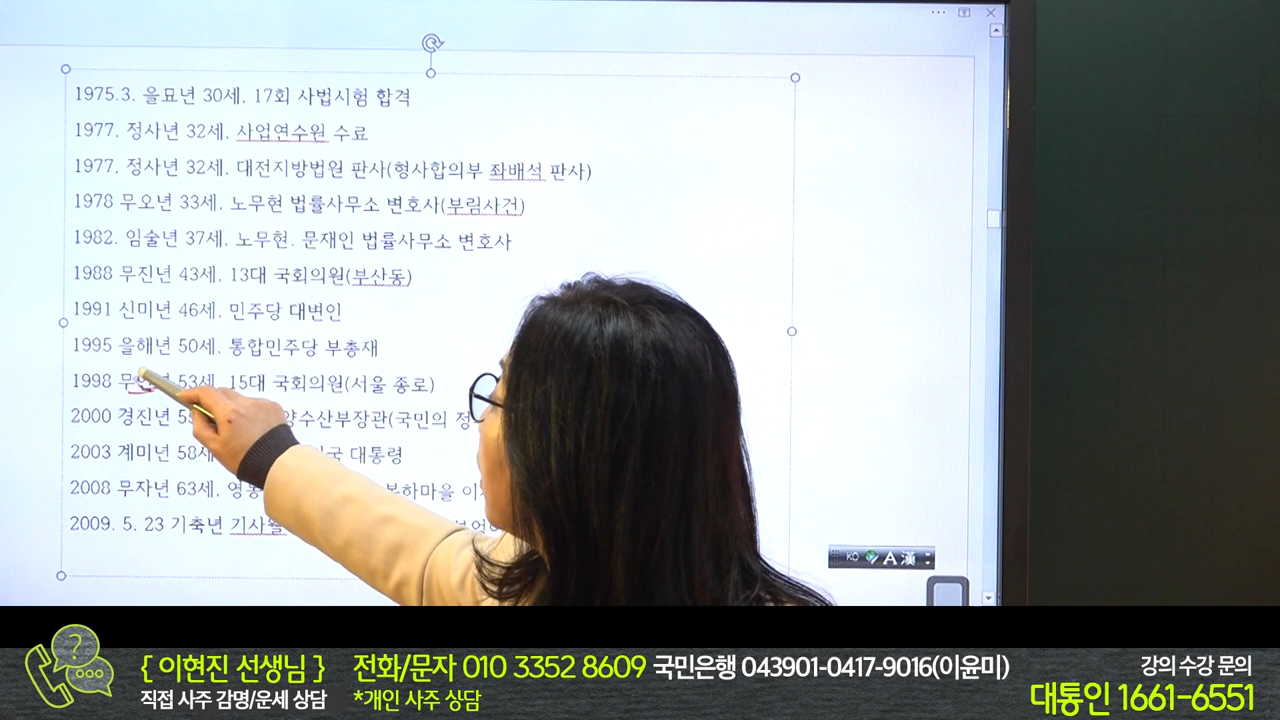 1975.3. 을묘년 30세. 17회 사법시험 합격
1977. 정사년 32세. 사업연수원 수료
1977. 정사년 32세. 대전지방법원 판사(형사합의부 좌배석 판사)
1978 무오년 33세. 노무현 법률사무소 변호사(부림사건)
1982. 임술년 37세. 노무현. 문재인 법률사무소 변호사
1988 무진년 43세. 13대 국회의원(부산동)
1991 신미년 46세. 민주당 대변인
1995 을해년 50세. 통합민주당 부총재
1998 53세. 15대 국회의원(서울 종로)
2000 경진년 양수산부장관(국민의 정
2003 계미년 58세 대통령
2008 무자년 63세. 봉하마을 이
2009. 5. 23 기축년 기사월
KO A 漢
?
{ 이현진 선생님 } 전화/문자 010 3352 8609 국민은행 043901-0417-9016(이윤미) 강의 수강 문의
직접 사주 감명/운세 상담 *개인 사주 상담 대통인 1661-6551